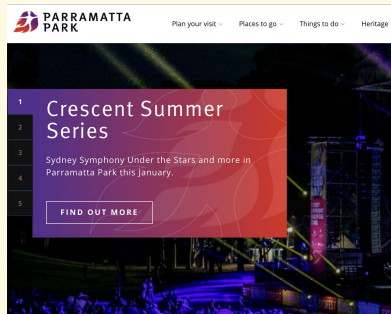 PARRAMATTA
PARK
Plan your visit
Places to go
Things to do
Heritage
1
2
3
4
5
Crescent Summer
Series
Sydney Symphony Under the Stars and more in
Parramatta Park this January.
FIND OUT MORE